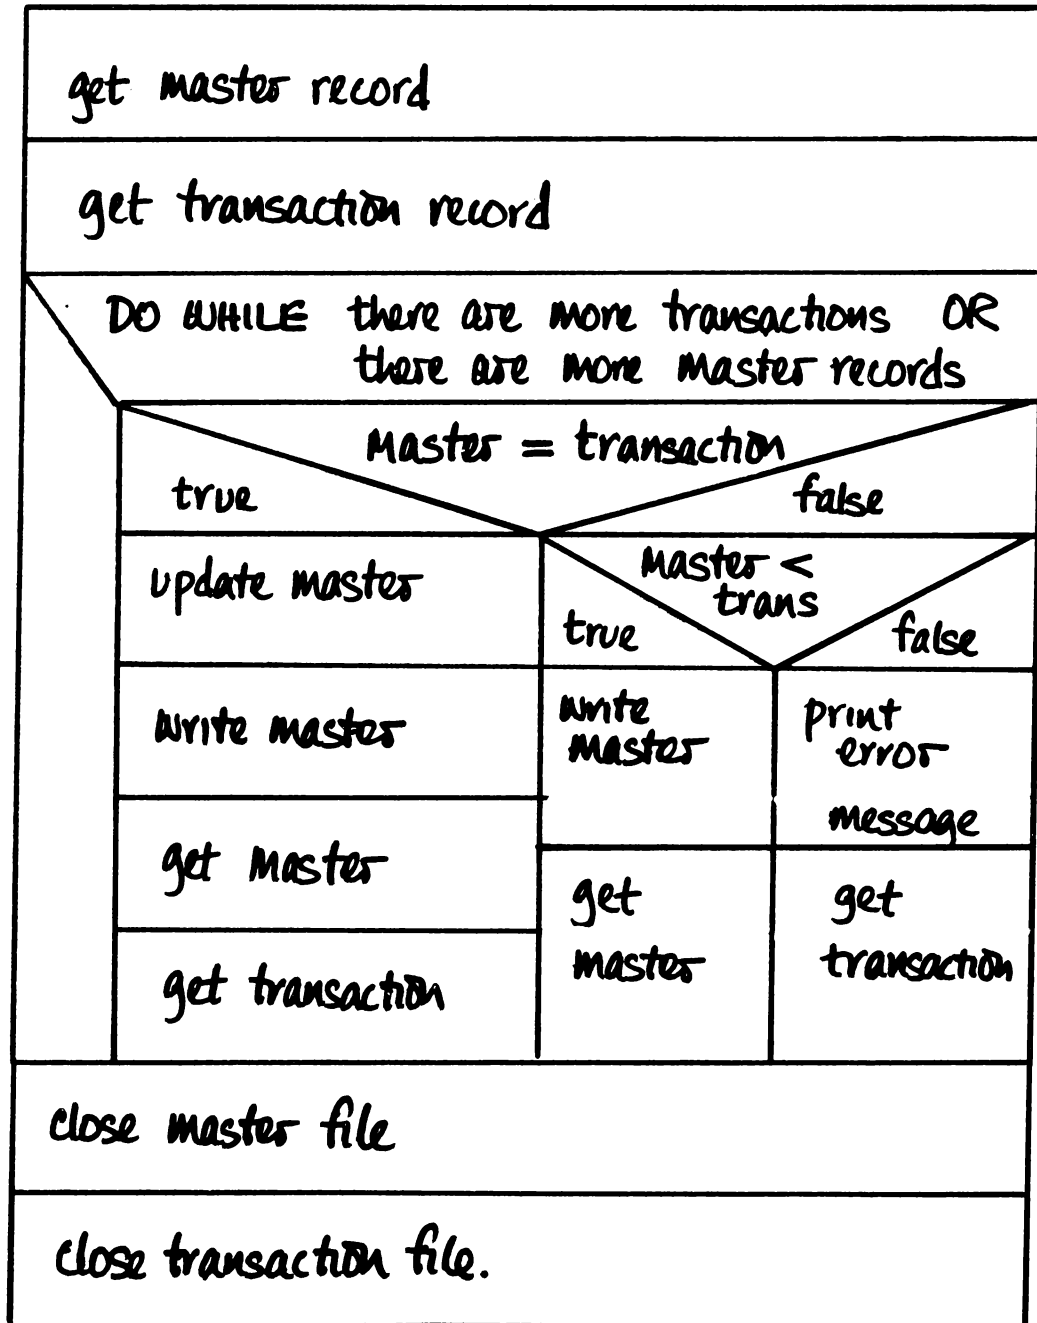 get master record
get transaction record
DO WHILE there are more transactions OR
there are more master records
Master = transaction
true
false
update master
Master <
trans
true
false
write master
write
master
print
error
message
get Master
get
master
get
transaction
get transaction
close master file
close transaction file.